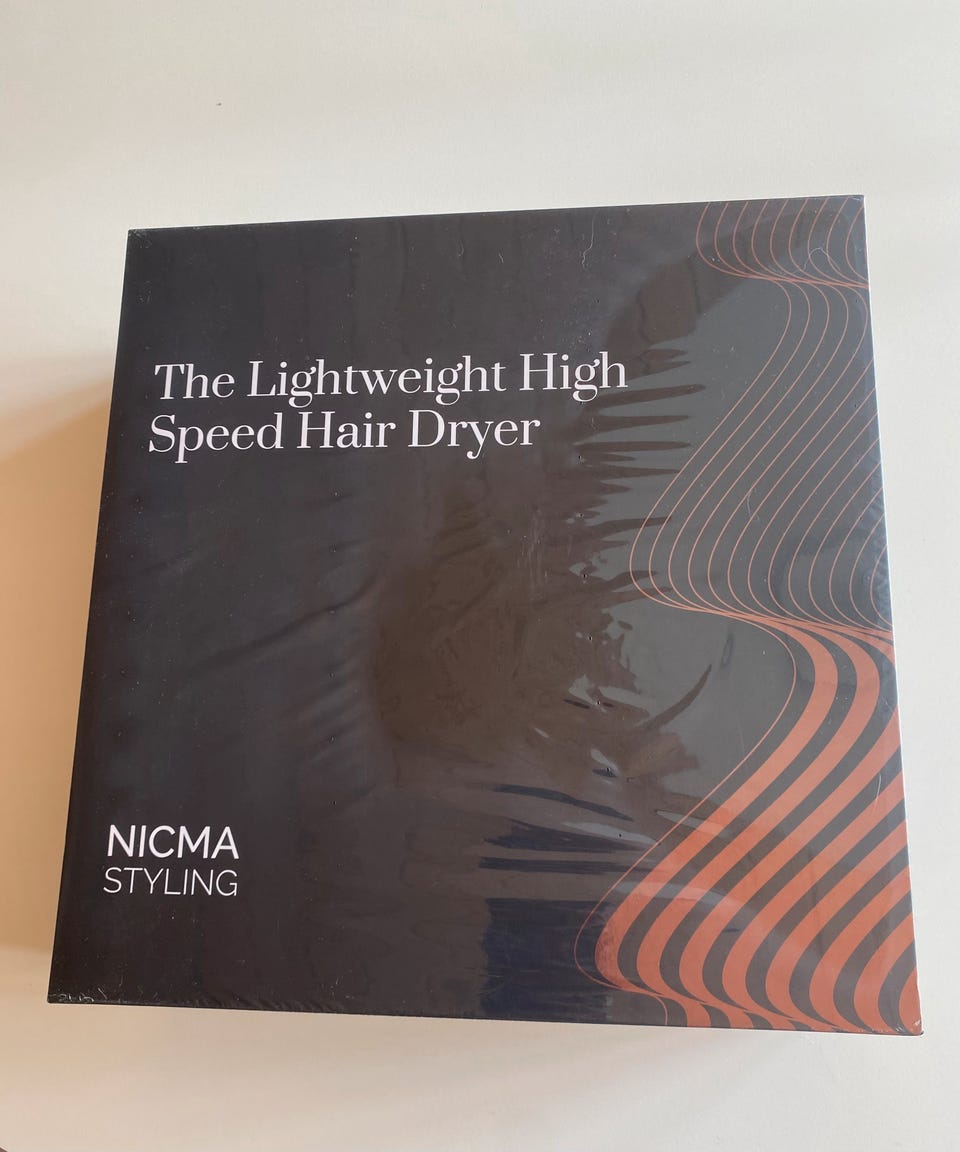 The Lightweight High
Speed Hair Dryer
NICMA
STYLING